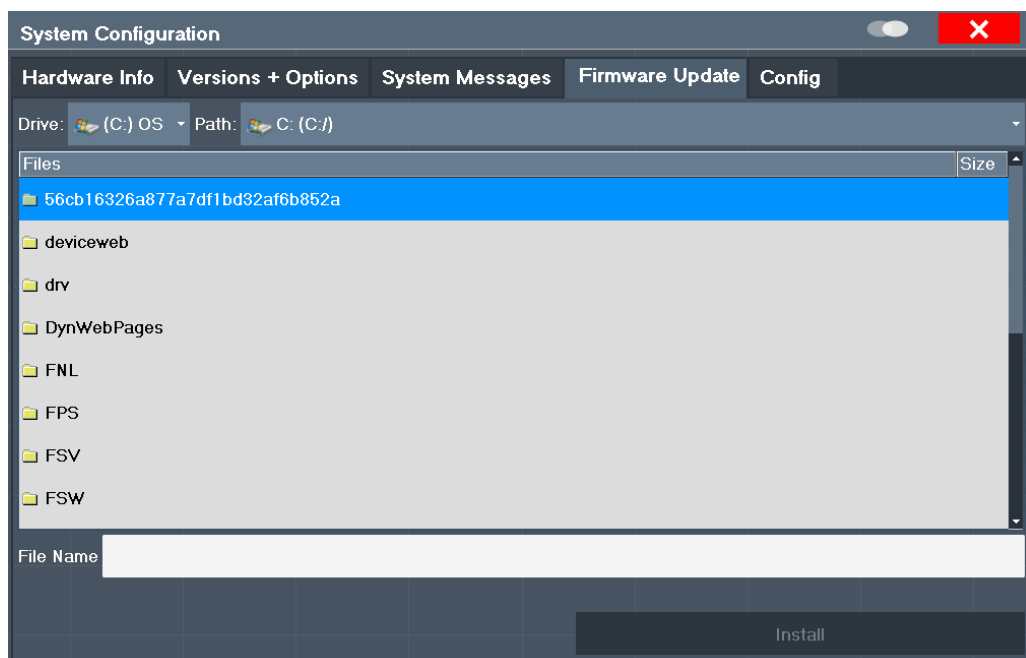 System Configuration
Hardware Info Versions + Options System Messages Firmware Update Config
Drive: (C:) OS Path: C: (C:/)
Files Size
56cb16326a877a7df1bd32af6b852a
deviceweb
drv
DynWebPages
FNL
FPS
FSV
FSW
File Name
Install